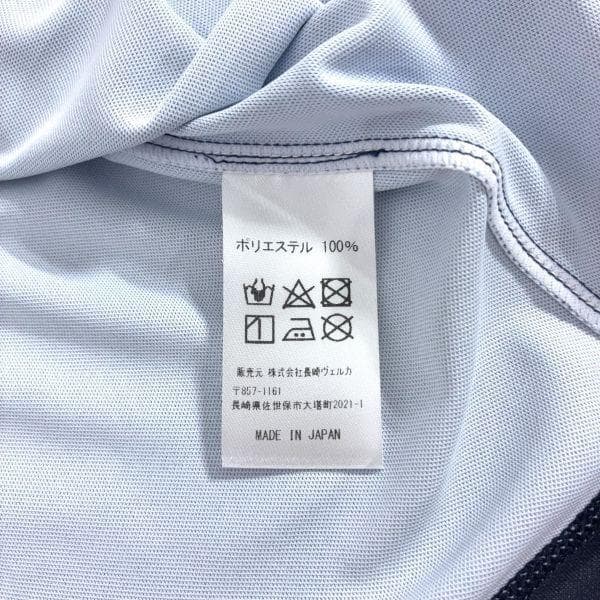 ポリエステル 100%
販売元 株式会社長崎ヴェルカ
〒857-1161
長崎県佐世保市大塔町2021-1
MADE IN JAPAN